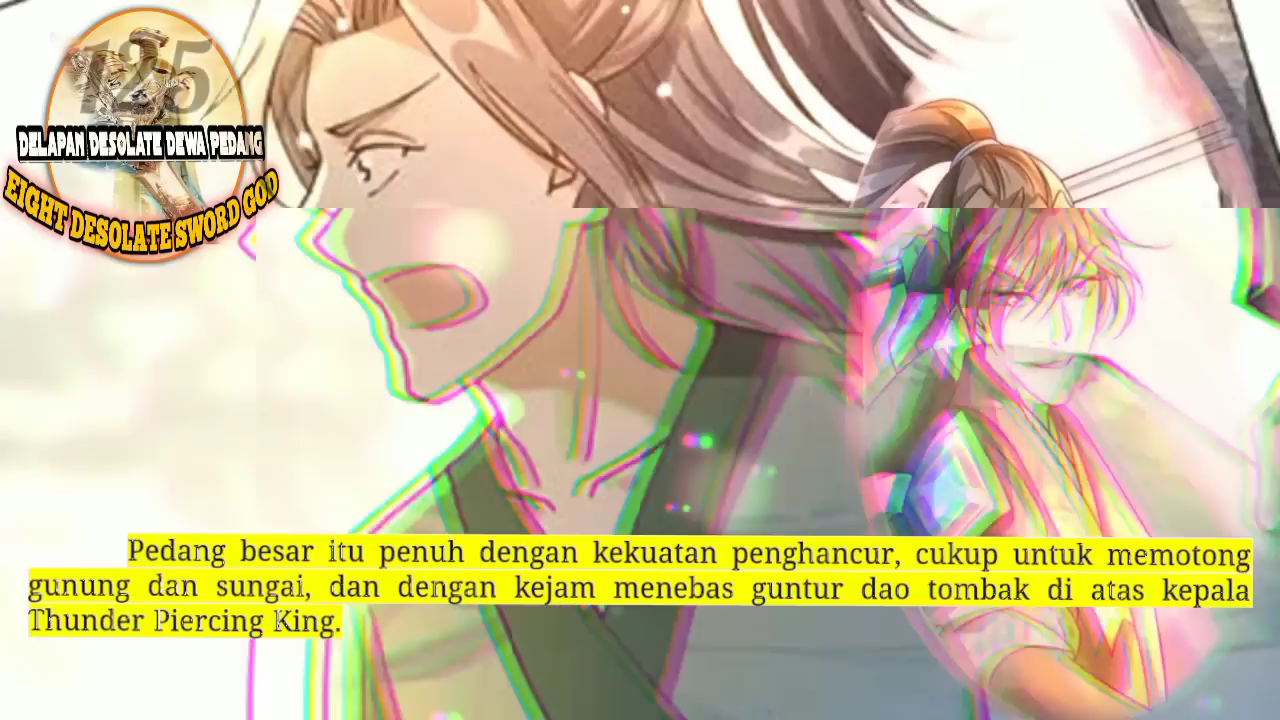 125
DELAPAN DESOLATE DEWA PEDANG
EIGHT DESOLATE SWORD GOD
Pedang besar itu penuh dengan kekuatan penghancur, cukup untuk memotong
gunung dan sungai, dan dengan kejam menebas guntur dao tombak di atas kepala
Thunder Piercing King.